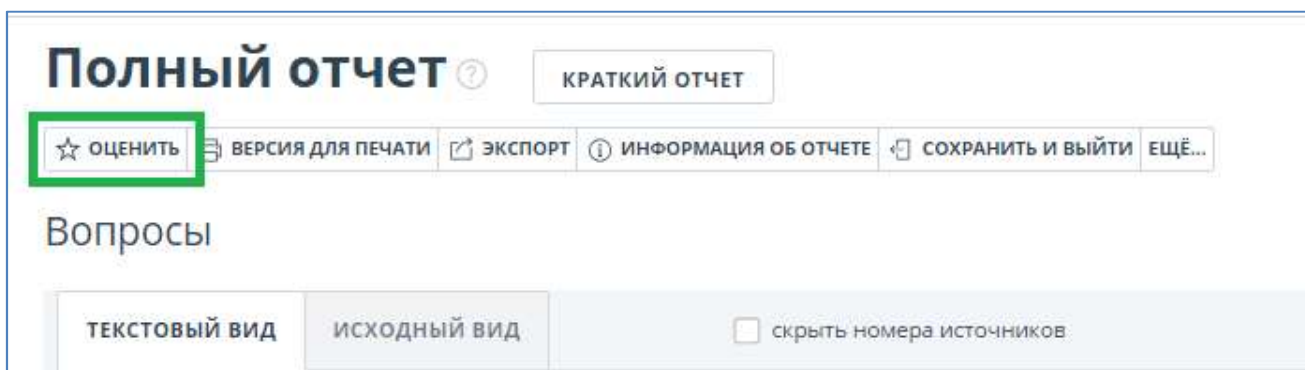 Полный отчет ? КРАТКИЙ ОТЧЕТ
ОЦЕНИТЬ ВЕРСИЯ ДЛЯ ПЕЧАТИ ЭКСПОРТ ИНФОРМАЦИЯ ОБ ОТЧЕТЕ СОХРАНИТЬ И ВЫЙТИ ЕЩЁ...
Вопросы
ТЕКСТОВЫЙ ВИД ИСХОДНЫЙ ВИД скрыть номера источников